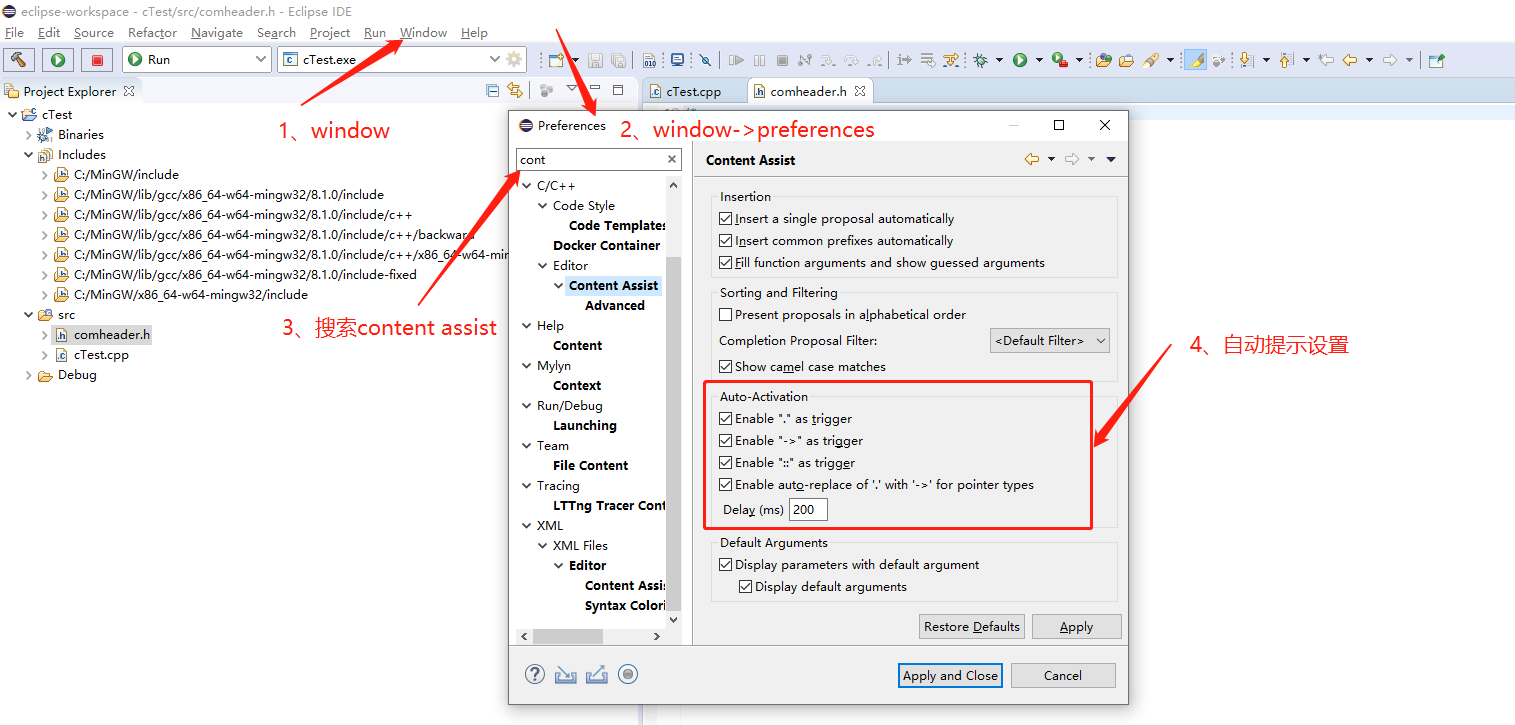 eclipse-workspace - cTest/src/comheader.h - Eclipse IDE
File Edit Source Refactor Navigate Search Project Run Window Help
Run cTest.exe
Project Explorer
cTest
Binaries
Includes
C:/MinGW/include
C:/MinGW/lib/gcc/x86_64-w64-mingw32/8.1.0/include
C:/MinGW/lib/gcc/x86_64-w64-mingw32/8.1.0/include/c++
C:/MinGW/lib/gcc/x86_64-w64-mingw32/8.1.0/include/c++/backward
C:/MinGW/lib/gcc/x86_64-w64-mingw32/8.1.0/include/c++/x86_64-w64-mir
C:/MinGW/lib/gcc/x86_64-w64-mingw32/8.1.0/include-fixed
C:/MinGW/x86_64-w64-mingw32/include
src
comheader.h
cTest.cpp
Debug
1、window
2、window->preferences
3、搜索content assist
4、自动提示设置
cTest.cpp comheader.h
Preferences
cont
C/C++
Code Style
Code Templates
Docker Container
Editor
Content Assist
Advanced
Help
Content
Mylyn
Context
Run/Debug
Launching
Team
File Content
Tracing
LTTng Tracer Cont
XML
XML Files
Editor
Content Assis
Syntax Colori
Content Assist
Insertion
Insert a single proposal automatically
Insert common prefixes automatically
Fill function arguments and show guessed arguments
Sorting and Filtering
Present proposals in alphabetical order
Completion Proposal Filter: <Default Filter>
Show camel case matches
Auto-Activation
Enable "." as trigger
Enable "->" as trigger
Enable "::" as trigger
Enable auto-replace of '.' with '->' for pointer types
Delay (ms) 200
Default Arguments
Display parameters with default argument
Display default arguments
Restore Defaults Apply
Apply and Close Cancel